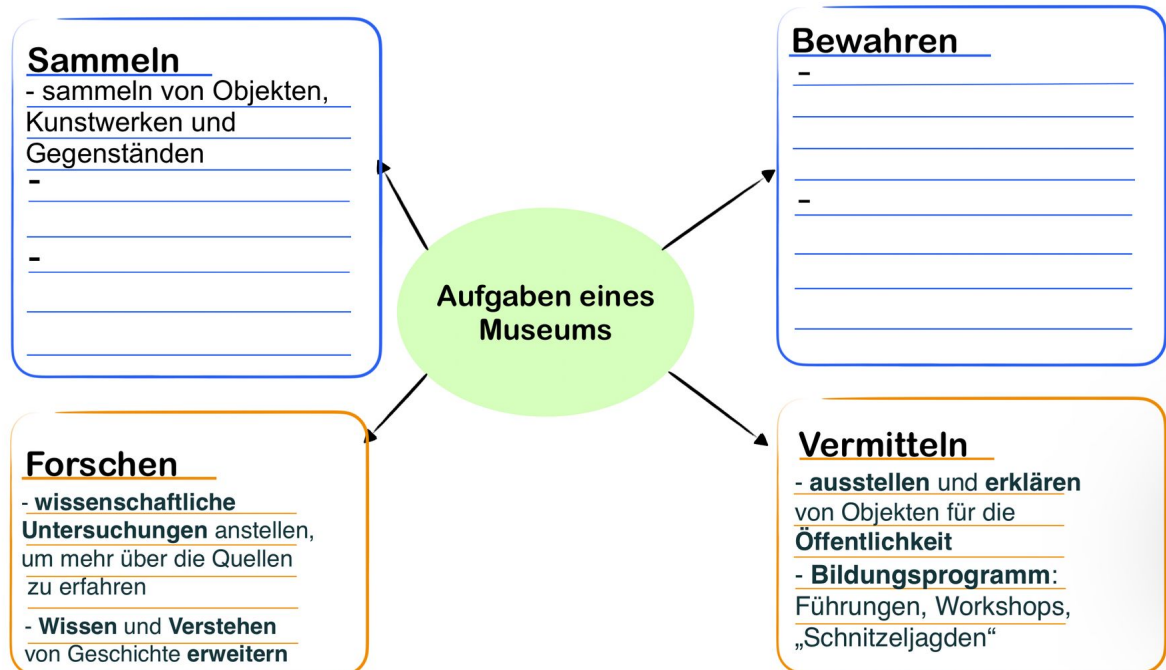 Sammeln
- sammeln von Objekten,
Kunstwerken und
Gegenständen
-
-
Bewahren
-
-
Aufgaben eines
Museums
Forschen
- wissenschaftliche
Untersuchungen anstellen,
um mehr über die Quellen
zu erfahren
- Wissen und Verstehen
von Geschichte erweitern
Vermitteln
- ausstellen und erklären
von Objekten für die
Öffentlichkeit
- Bildungsprogramm:
Führungen, Workshops,
„Schnitzeljagden“